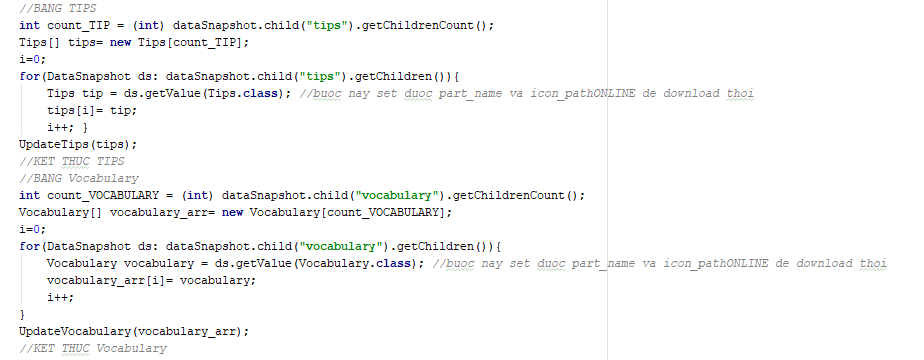 //BANG TIPS
int count_TIP = (int) dataSnapshot.child("tips").getChildrenCount();
Tips[] tips= new Tips[count_TIP];
i=0;
for(DataSnapshot ds: dataSnapshot.child("tips").getChildren()){
    Tips tip = ds.getValue(Tips.class); //buoc nay set duoc part_name va icon_pathONLINE de download thoi
    tips[i]= tip;
    i++; }
UpdateTips(tips);
//KET THUC TIPS
//BANG Vocabulary
int count_VOCABULARY = (int) dataSnapshot.child("vocabulary").getChildrenCount();
Vocabulary[] vocabulary_arr= new Vocabulary[count_VOCABULARY];
i=0;
for(DataSnapshot ds: dataSnapshot.child("vocabulary").getChildren()){
    Vocabulary vocabulary = ds.getValue(Vocabulary.class); //buoc nay set duoc part_name va icon_pathONLINE de download thoi
    vocabulary_arr[i]= vocabulary;
    i++;
}
UpdateVocabulary(vocabulary_arr);
//KET THUC Vocabulary